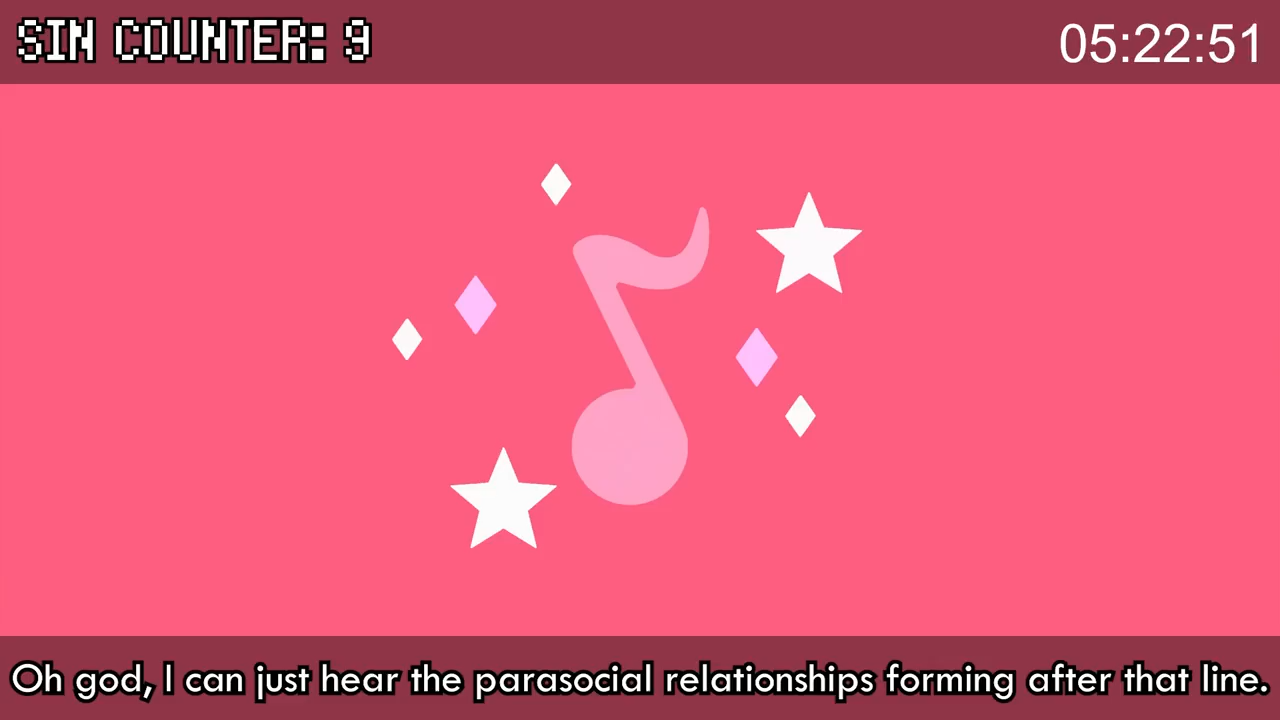 SIN COUNTER: 9
05:22:51
Oh god, I can just hear the parasocial relationships forming after that line.